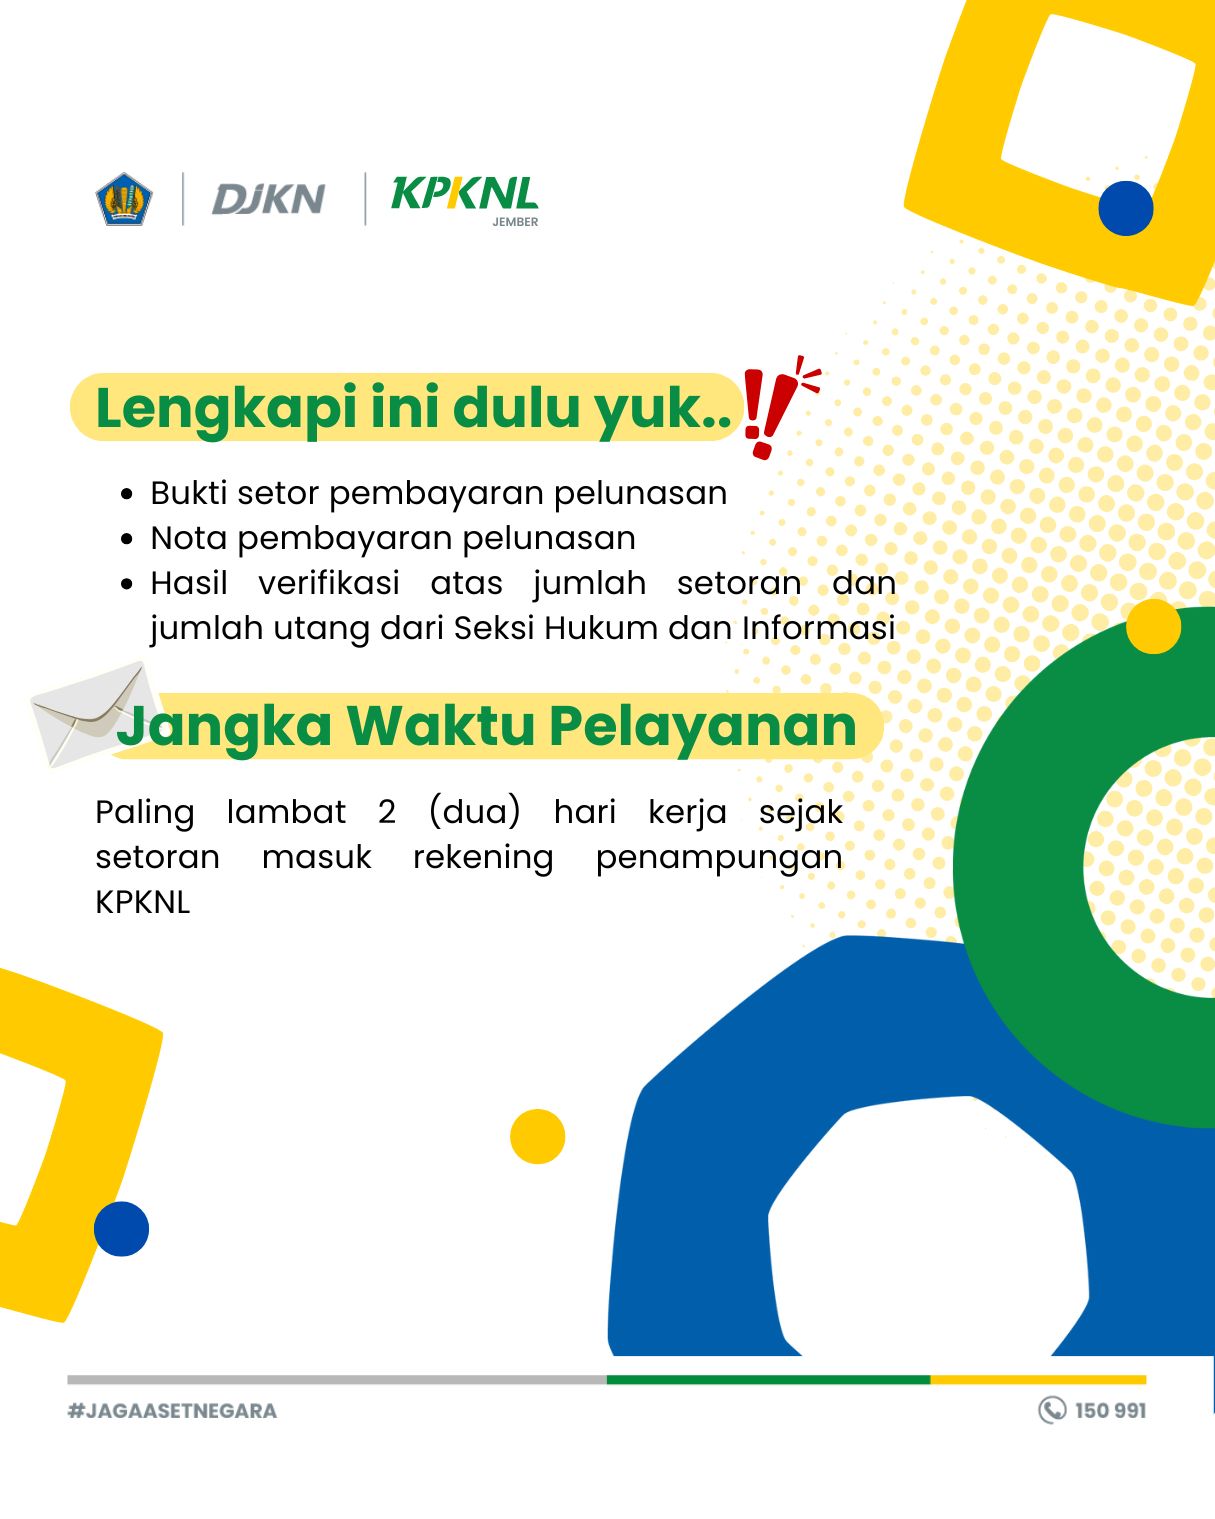 DJKN
KPKNL
JEMBER
Lengkapi ini dulu yuk..!!
• Bukti setor pembayaran pelunasan
• Nota pembayaran pelunasan
• Hasil verifikasi atas jumlah setoran dan
jumlah utang dari Seksi Hukum dan Informasi
Jangka Waktu Pelayanan
Paling lambat 2 (dua) hari kerja sejak
setoran masuk rekening penampungan
KPKNL
#JAGAASETNEGARA
150 991